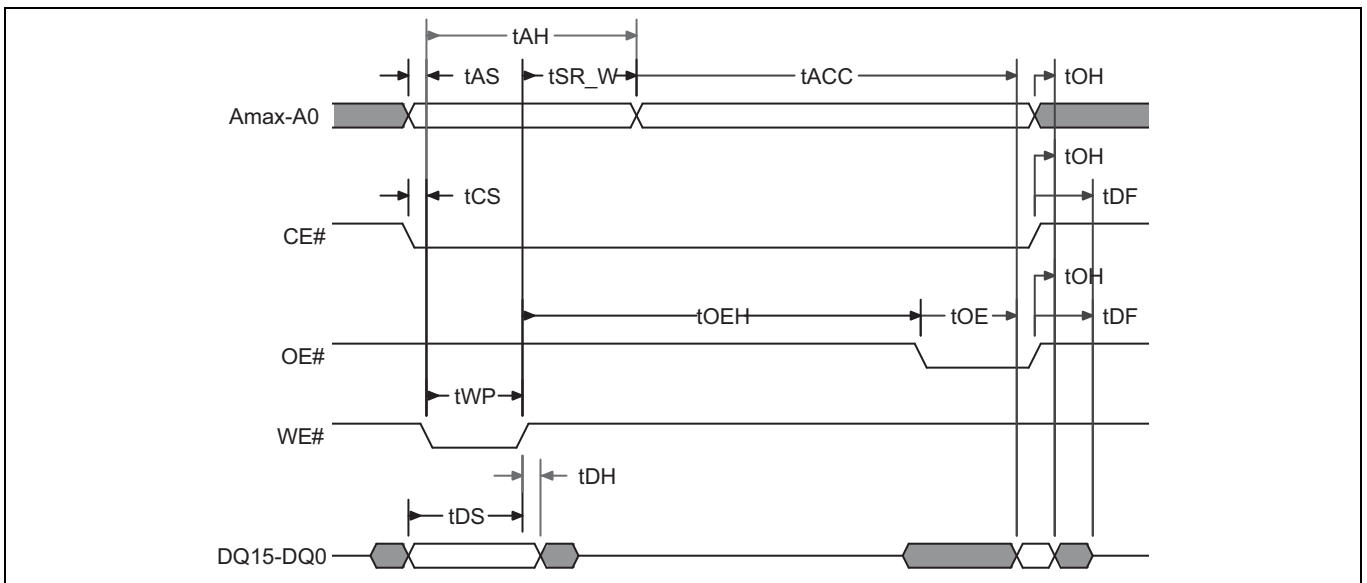 tAH
tAS tSR_W tACC tOH
Amax-A0
tOH
tCS tDF
CE#
tOH
tOEH tOE tDF
OE#
tWP
WE#
tDH
tDS
DQ15-DQ0